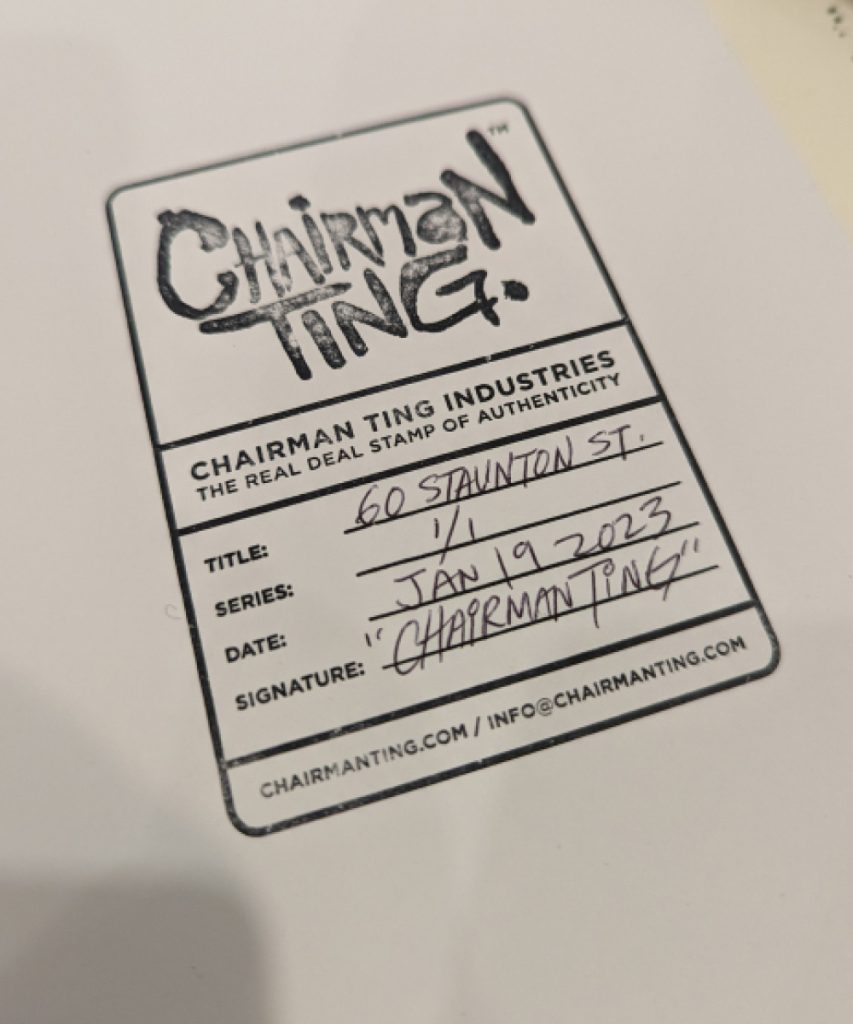 CHAIRMAN
TING.
TM
CHAIRMAN TING INDUSTRIES
THE REAL DEAL STAMP OF AUTHENTICITY
TITLE: 60 STAUNTON ST.
SERIES: 1/1
DATE: JAN 19 2023
SIGNATURE: "CHAIRMAN TING"
CHAIRMANTING.COM / INFO@CHAIRMANTING.COM